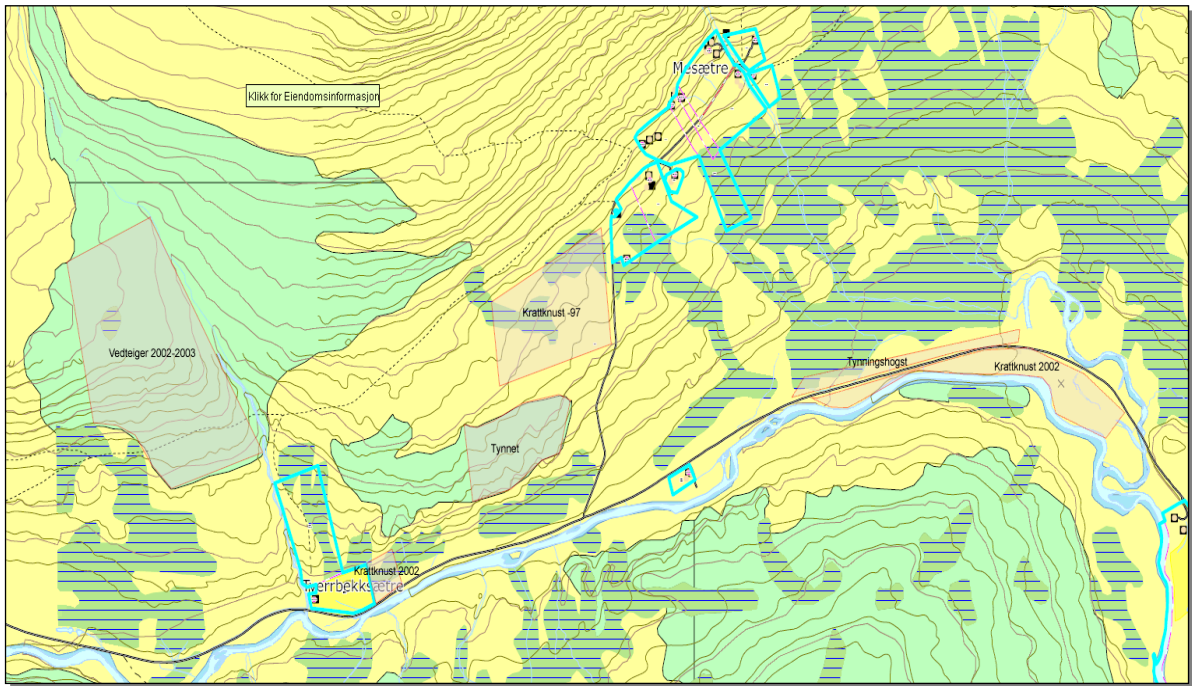 Mesætre
Klikk for Eiendomsinformasjon
Krattknust -97
Vedteiger 2002-2003
Tynningshogst
Krattknust 2002
Tynnet
Krattknust 2002
Tverrbekksætre